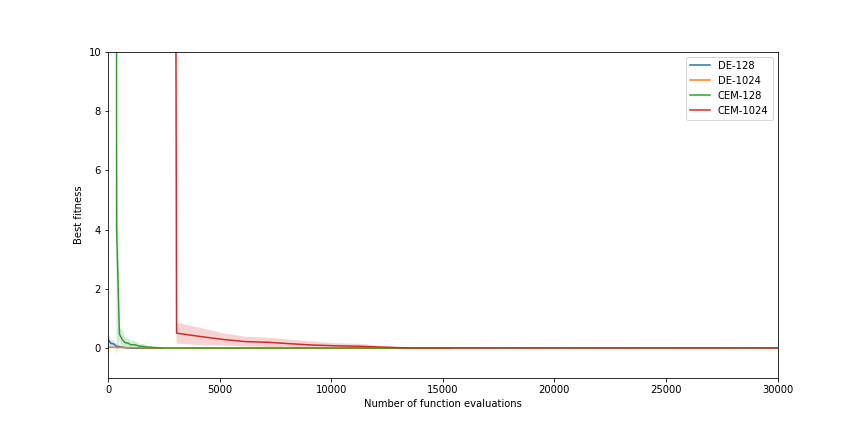 10
8
6
4
2
0
Best fitness
0
5000
10000
15000
20000
25000
30000
Number of function evaluations
DE-128
DE-1024
CEM-128
CEM-1024